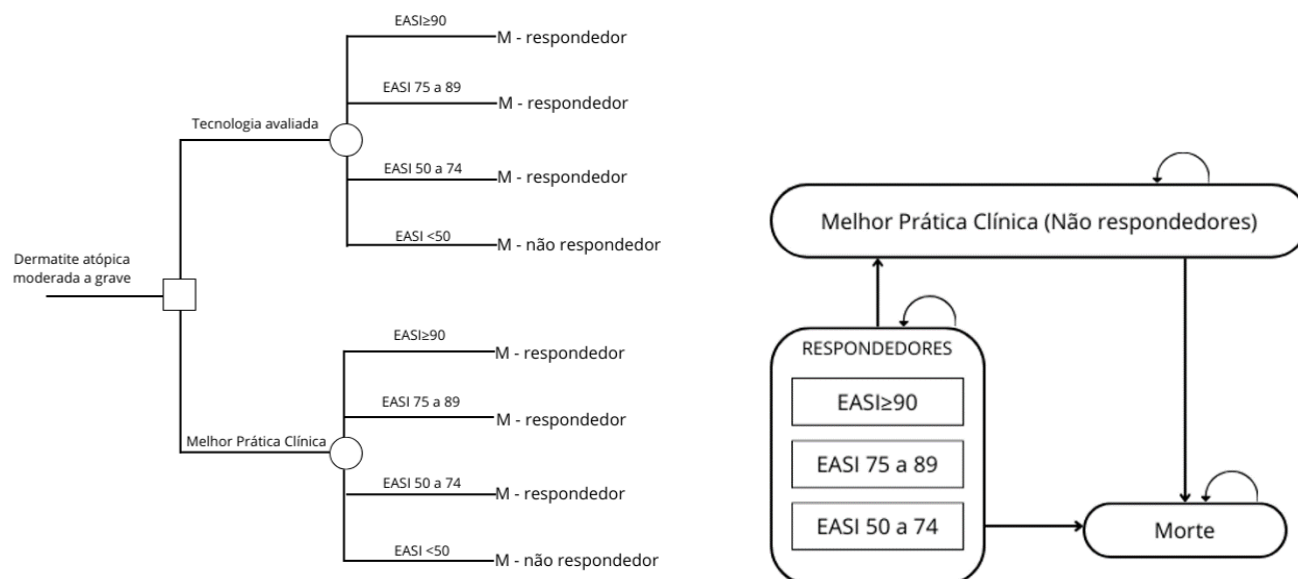 Dermatite atópica
moderada a grave
Tecnologia avaliada
EASI≥90
M - respondedor
EASI 75 a 89
M - respondedor
EASI 50 a 74
M - respondedor
EASI <50
M - não respondedor
Melhor Prática Clínica
EASI≥90
M - respondedor
EASI 75 a 89
M - respondedor
EASI 50 a 74
M - respondedor
EASI <50
M - não respondedor
Melhor Prática Clínica (Não respondedores)
RESPONDEDORES
EASI≥90
EASI 75 a 89
EASI 50 a 74
Morte